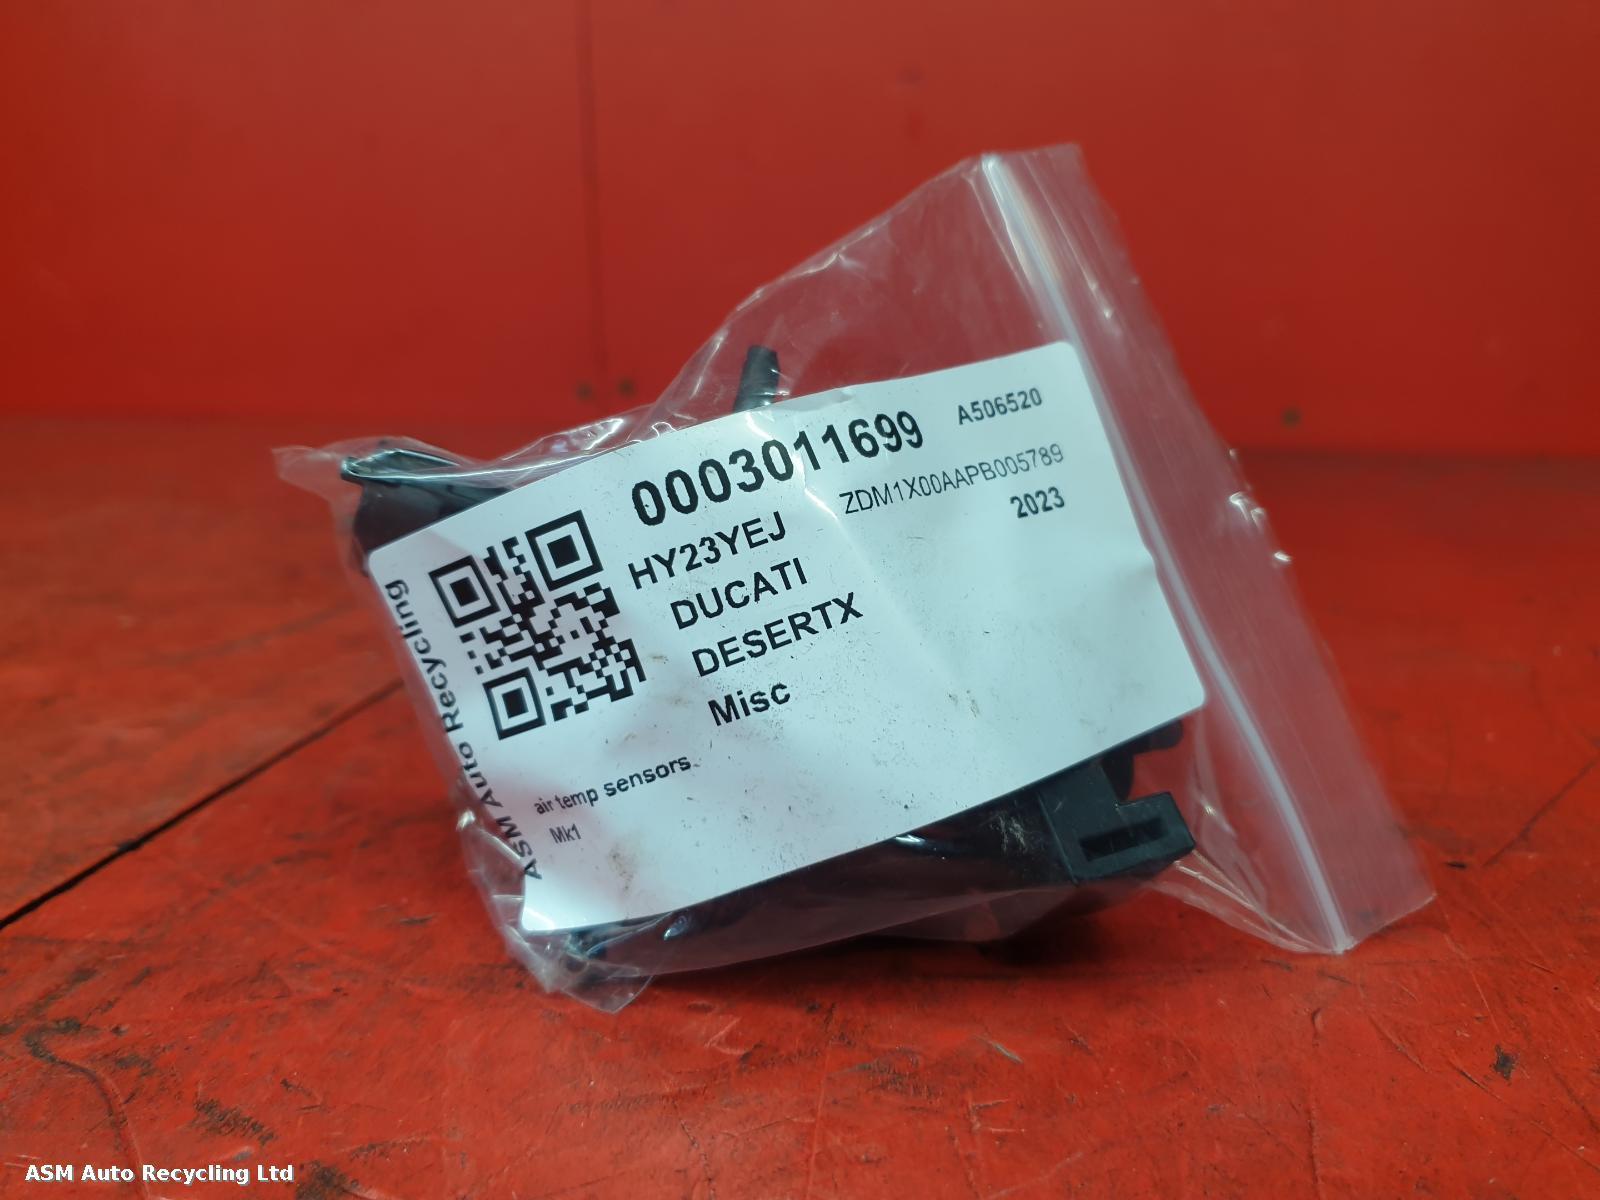 0003011699
A506520
ZDM1X00AAPB005789
2023
HY23YEJ
DUCATI
DESERTX
Misc
air temp sensors
Mk1
ASM Auto Recycling
ASM Auto Recycling Ltd